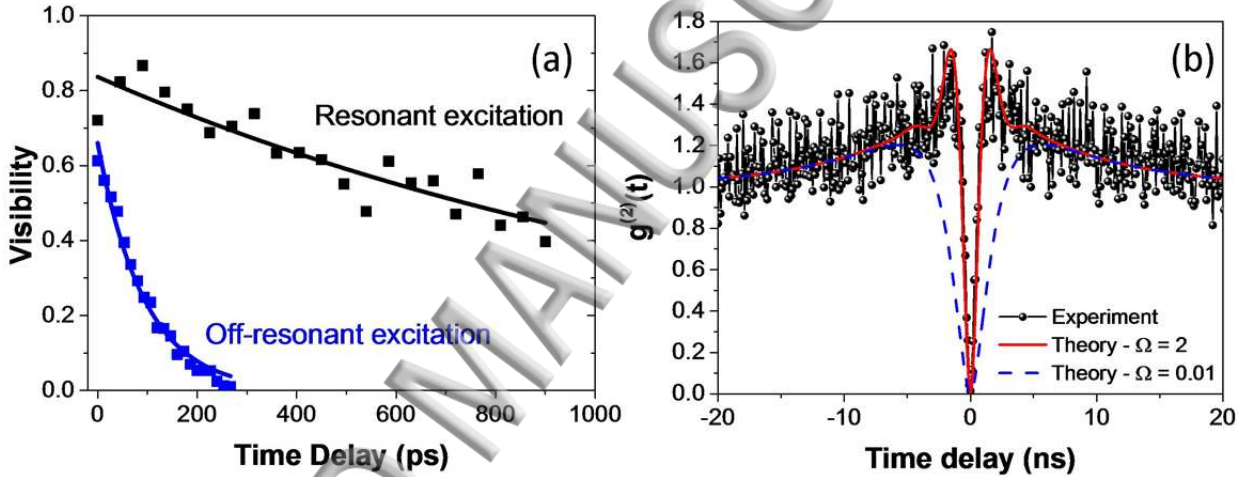 1.0
0.8
0.6
0.4
0.2
0.0
Visibility
(a)
Resonant excitation
Off-resonant excitation
0 200 400 600 800 1000
Time Delay (ps)
1.8
1.6
1.4
1.2
1.0
0.8
0.6
0.4
0.2
0.0
g(2)(t)
(b)
Experiment
Theory - Ω = 2
Theory - Ω = 0.01
-20 -10 0 10 20
Time delay (ns)
D MANUSC